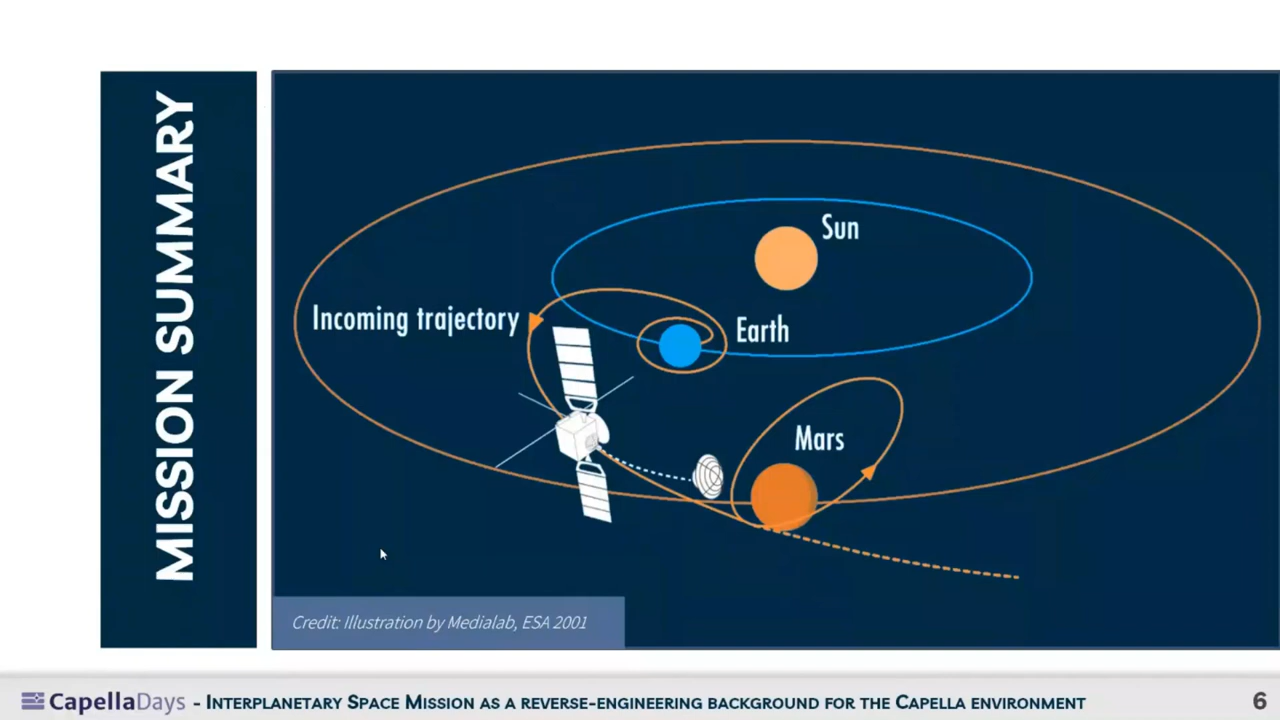 MISSION SUMMARY
Sun
Incoming trajectory
Earth
Mars
Credit: Illustration by Medialab, ESA 2001
CapellaDays - INTERPLANETARY SPACE MISSION AS A REVERSE-ENGINEERING BACKGROUND FOR THE CAPELLA ENVIRONMENT 6